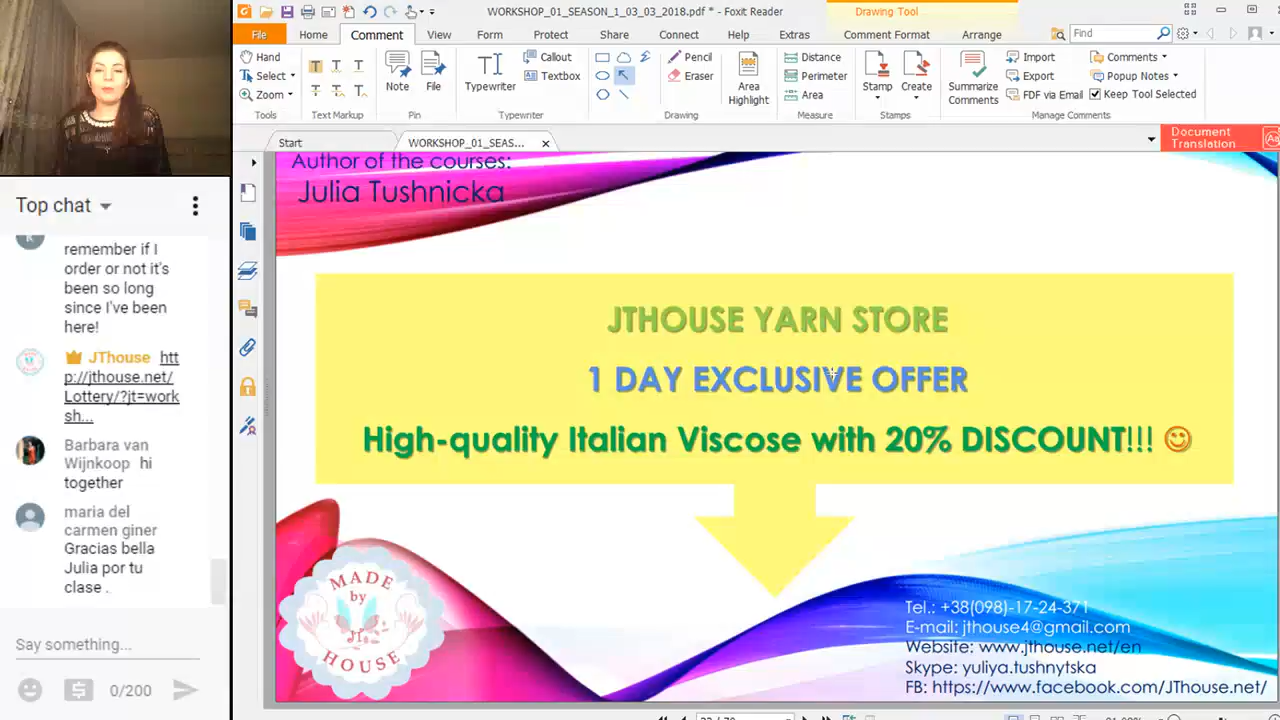 WORKSHOP_01_SEASON_1_03_03_2018.pdf * - Foxit Reader
Drawing Tool
File Home Comment View Form Protect Share Connect Help Extras Comment Format Arrange
Find
Hand
Select
Zoom
Tools
Text Markup
Note
File
Pin
Typewriter
Callout
Textbox
Typewriter
Pencil
Eraser
Area
Highlight
Drawing
Distance
Perimeter
Area
Measure
Stamp
Create
Stamps
Summarize
Comments
Import
Export
FDF via Email
Comments
Popup Notes
Keep Tool Selected
Manage Comments
Start
WORKSHOP_01_SEAS...
Document
Translation
Top chat
remember if I
order or not it's
been so long
since I've been
here!
JThouse htt
p://jthouse.net/
Lottery/?jt=work
sh...
Barbara van
Wijnkoop hi
together
maria del
carmen giner
Gracias bella
Julia por tu
clase .
Say something...
0/200
Author of the courses:
Julia Tushnicka
JTHOUSE YARN STORE
1 DAY EXCLUSIVE OFFER
High-quality Italian Viscose with 20% DISCOUNT!!!
MADE
by
JT
HOUSE
Tel.: +38(098)-17-24-371
E-mail: jthouse4@gmail.com
Website: www.jthouse.net/en
Skype: yuliya.tushnytska
FB: https://www.facebook.com/JThouse.net/